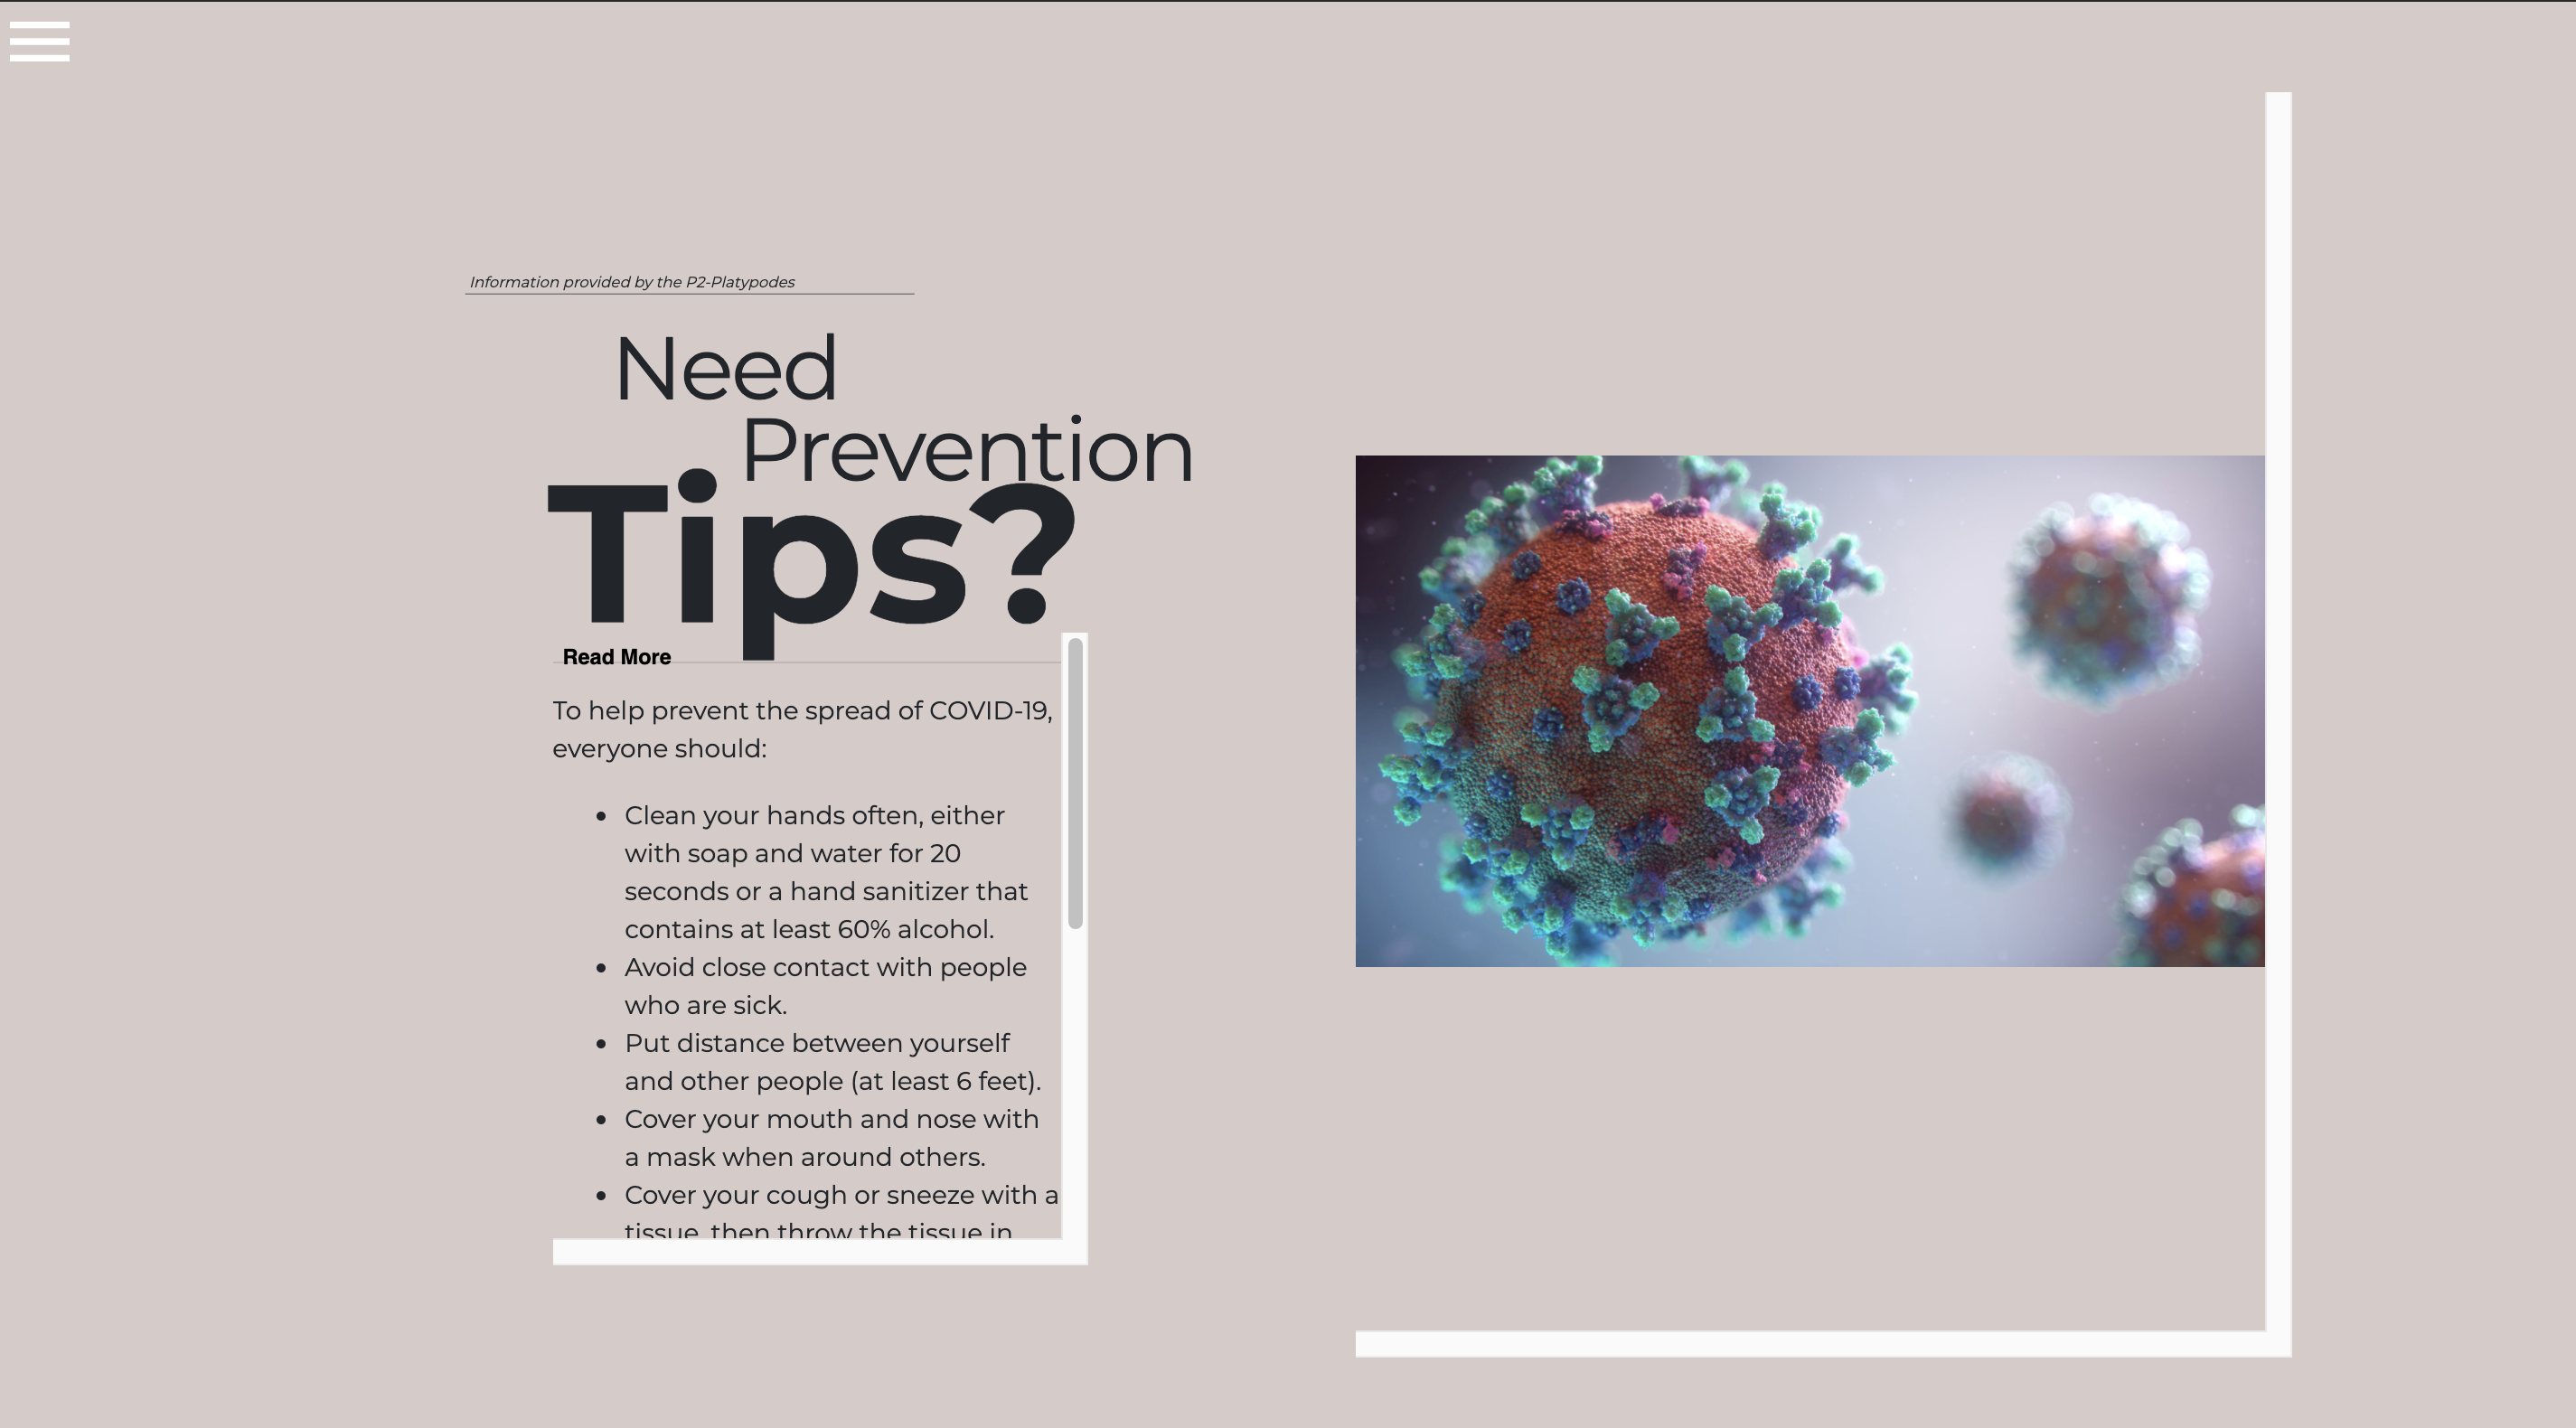 Information provided by the P2-Platypodes
Need
Prevention
Tips?
Read More
To help prevent the spread of COVID-19,
everyone should:
• Clean your hands often, either
with soap and water for 20
seconds or a hand sanitizer that
contains at least 60% alcohol.
• Avoid close contact with people
who are sick.
• Put distance between yourself
and other people (at least 6 feet).
• Cover your mouth and nose with
a mask when around others.
• Cover your cough or sneeze with a
tissue, then throw the tissue in